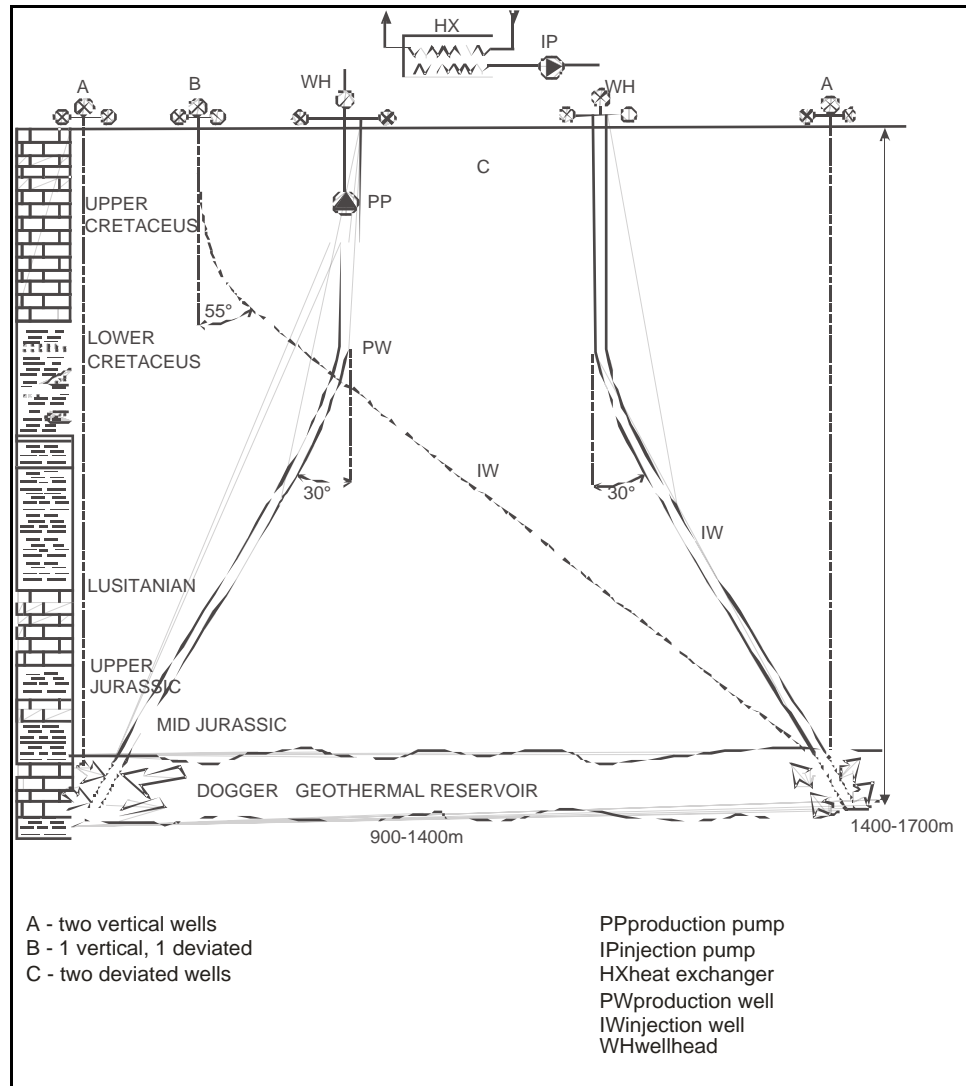 HX
IP
A
B
WH
WH
A
C
UPPER
CRETACEUS
PP
55°
LOWER
CRETACEUS
PW
IW
30°
30°
IW
LUSITANIAN
UPPER
JURASSIC
MID JURASSIC
DOGGER GEOTHERMAL RESERVOIR
900-1400m
1400-1700m
A - two vertical wells
B - 1 vertical, 1 deviated
C - two deviated wells
PPproduction pump
IPinjection pump
HXheat exchanger
PWproduction well
IWinjection well
WHwellhead